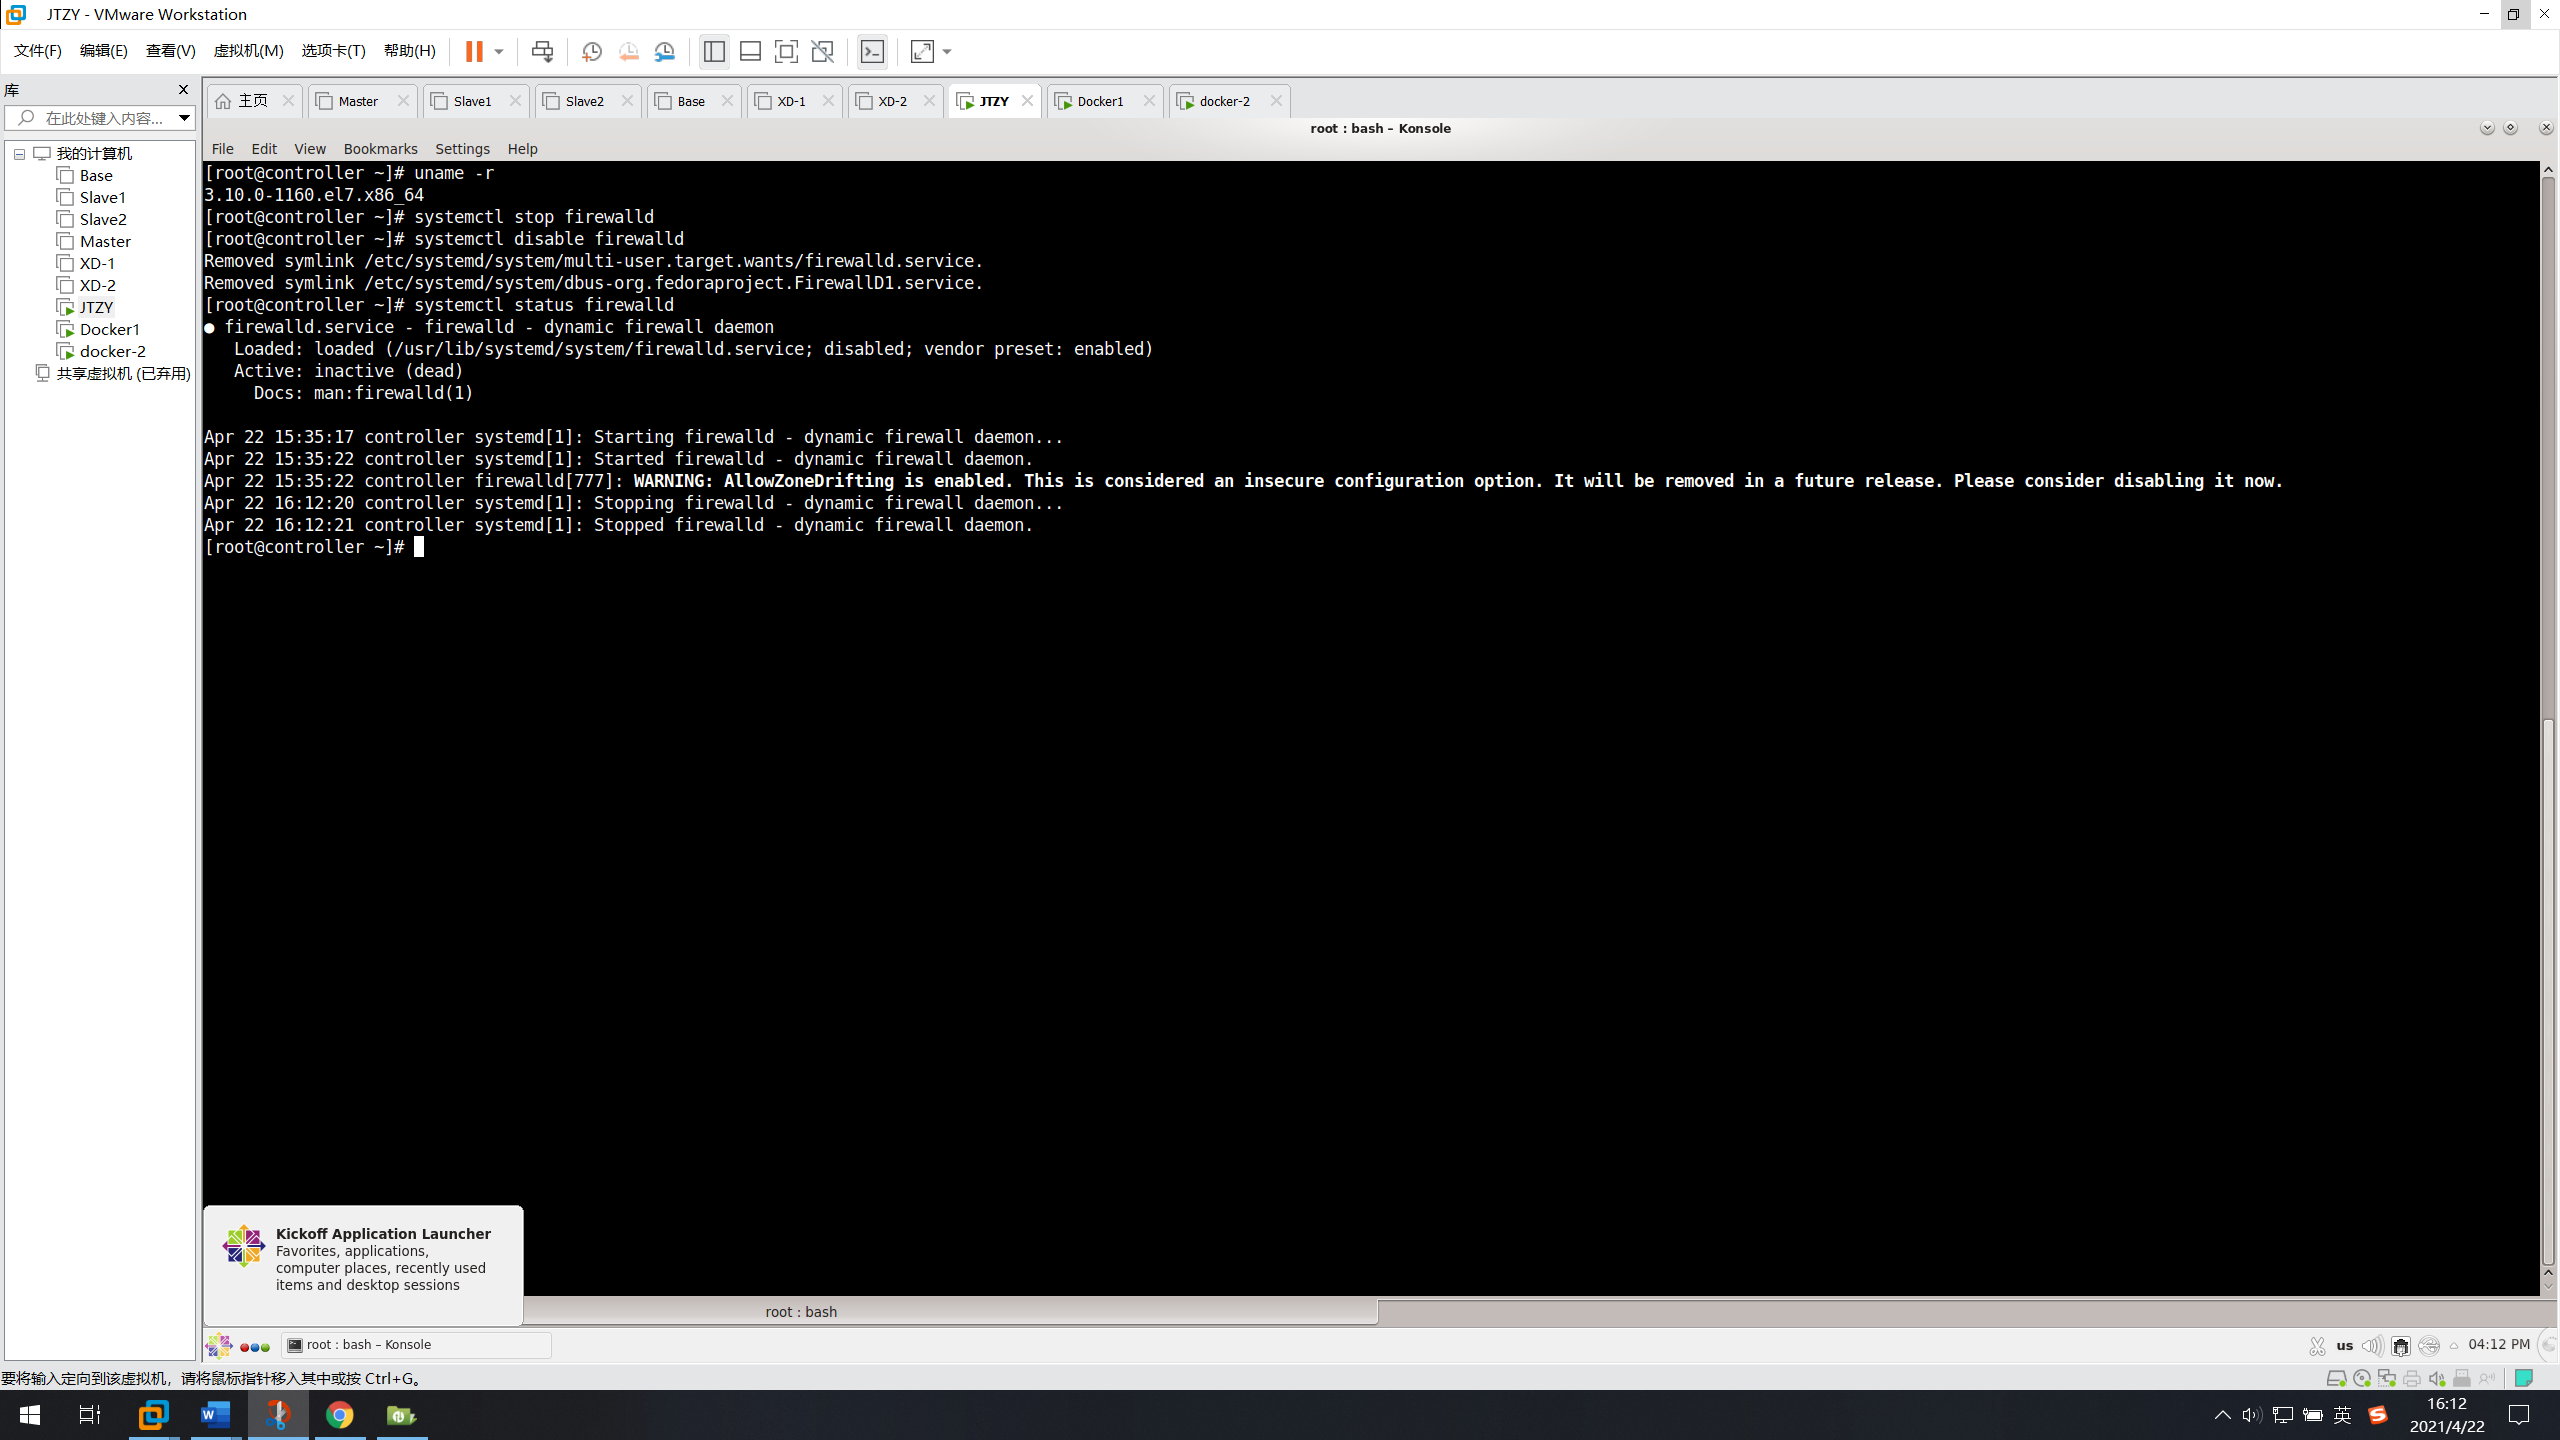 JTZY - VMware Workstation
文件(F) 编辑(E) 查看(V) 虚拟机(M) 选项卡(T) 帮助(H)
库
在此处键入内容...
我的计算机
Base
Slave1
Slave2
Master
XD-1
XD-2
JTZY
Docker1
docker-2
共享虚拟机 (已弃用)
主页 Master Slave1 Slave2 Base XD-1 XD-2 JTZY Docker1 docker-2
root : bash – Konsole
File Edit View Bookmarks Settings Help
[root@controller ~]# uname -r
3.10.0-1160.el7.x86_64
[root@controller ~]# systemctl stop firewalld
[root@controller ~]# systemctl disable firewalld
Removed symlink /etc/systemd/system/multi-user.target.wants/firewalld.service.
Removed symlink /etc/systemd/system/dbus-org.fedoraproject.FirewallD1.service.
[root@controller ~]# systemctl status firewalld
● firewalld.service - firewalld - dynamic firewall daemon
Loaded: loaded (/usr/lib/systemd/system/firewalld.service; disabled; vendor preset: enabled)
Active: inactive (dead)
Docs: man:firewalld(1)
Apr 22 15:35:17 controller systemd[1]: Starting firewalld - dynamic firewall daemon...
Apr 22 15:35:22 controller systemd[1]: Started firewalld - dynamic firewall daemon.
Apr 22 15:35:22 controller firewalld[777]: WARNING: AllowZoneDrifting is enabled. This is considered an insecure configuration option. It will be removed in a future release. Please consider disabling it now.
Apr 22 16:12:20 controller systemd[1]: Stopping firewalld - dynamic firewall daemon...
Apr 22 16:12:21 controller systemd[1]: Stopped firewalld - dynamic firewall daemon.
[root@controller ~]#
Kickoff Application Launcher
Favorites, applications,
computer places, recently used
items and desktop sessions
root : bash
root : bash – Konsole
us
04:12 PM
要将输入定向到该虚拟机，请将鼠标指针移入其中或按 Ctrl+G。
英
16:12
2021/4/22